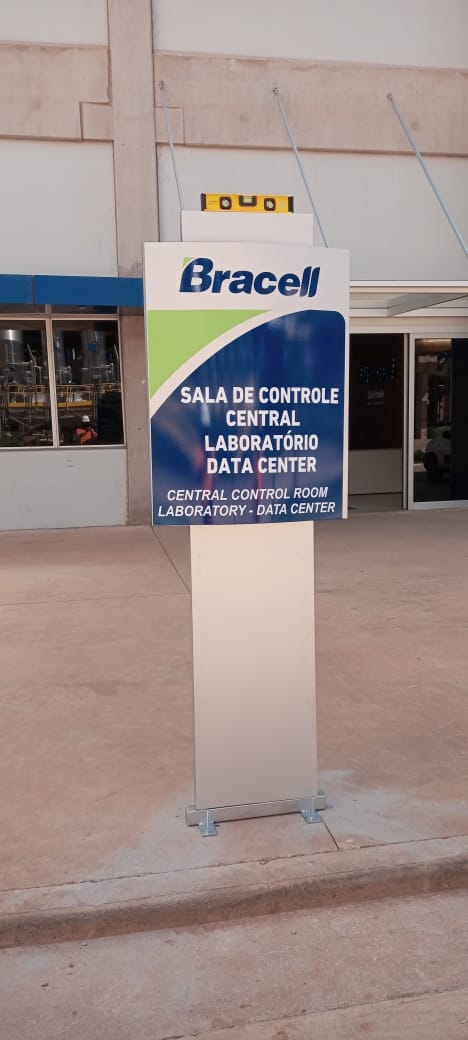 Bracell
SALA DE CONTROLE
CENTRAL
LABORATÓRIO
DATA CENTER
CENTRAL CONTROL ROOM
LABORATORY - DATA CENTER